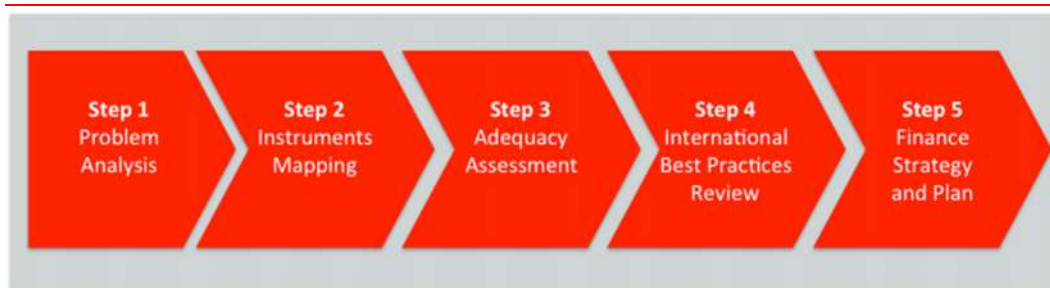 Step 1
Problem
Analysis
Step 2
Instruments
Mapping
Step 3
Adequacy
Assessment
Step 4
International
Best Practices
Review
Step 5
Finance
Strategy
and Plan